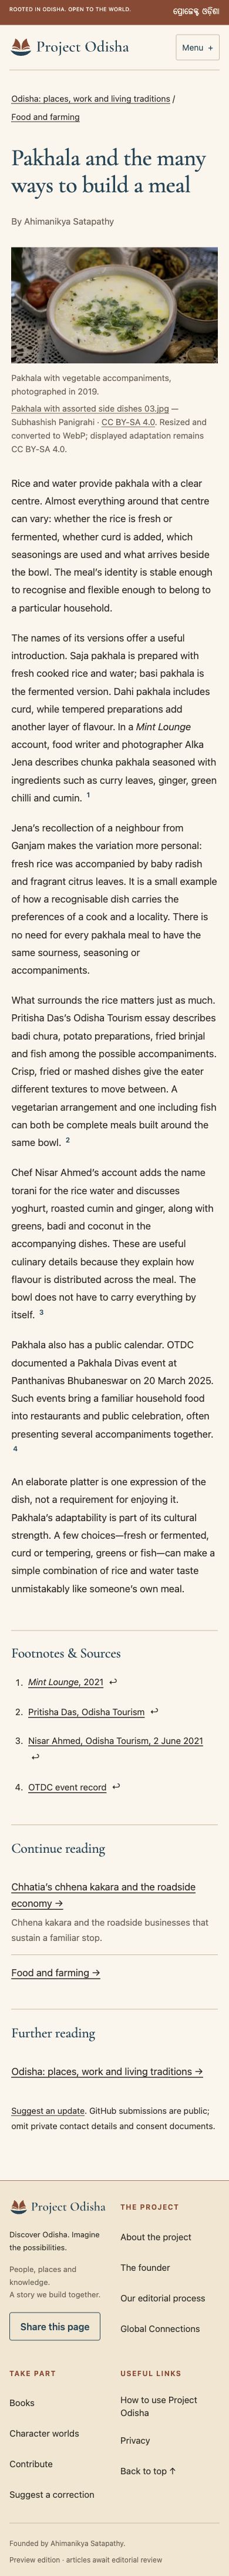 ROOTED IN ODISHA. OPEN TO THE WORLD.
ପ୍ରୋଜେକ୍ଟ ଓଡ଼ିଶା
Project Odisha
Menu +
Odisha: places, work and living traditions /
Food and farming
Pakhala and the many
ways to build a meal
By Ahimanikya Satapathy
Pakhala with vegetable accompaniments,
photographed in 2019.
Pakhala with assorted side dishes 03.jpg —
Subhashish Panigrahi · CC BY-SA 4.0. Resized and
converted to WebP; displayed adaptation remains
CC BY-SA 4.0.
Rice and water provide pakhala with a clear
centre. Almost everything around that centre
can vary: whether the rice is fresh or
fermented, whether curd is added, which
seasonings are used and what arrives beside
the bowl. The meal's identity is stable enough
to recognise and flexible enough to belong to
a particular household.
The names of its versions offer a useful
introduction. Saja pakhala is prepared with
fresh cooked rice and water; basi pakhala is
the fermented version. Dahi pakhala includes
curd, while tempered preparations add
another layer of flavour. In a Mint Lounge
account, food writer and photographer Alka
Jena describes chunka pakhala seasoned with
ingredients such as curry leaves, ginger, green
chilli and cumin. 1
Jena's recollection of a neighbour from
Ganjam makes the variation more personal:
fresh rice was accompanied by baby radish
and fragrant citrus leaves. It is a small example
of how a recognisable dish carries the
preferences of a cook and a locality. There is
no need for every pakhala meal to have the
same sourness, seasoning or
accompaniments.
What surrounds the rice matters just as much.
Pritisha Das's Odisha Tourism essay describes
badi chura, potato preparations, fried brinjal
and fish among the possible accompaniments.
Crisp, fried or mashed dishes give the eater
different textures to move between. A
vegetarian arrangement and one including fish
can both be complete meals built around the
same bowl. 2
Chef Nisar Ahmed's account adds the name
torani for the rice water and discusses
yoghurt, roasted cumin and ginger, along with
greens, badi and coconut in the
accompanying dishes. These are useful
culinary details because they explain how
flavour is distributed across the meal. The
bowl does not have to carry everything by
itself. 3
Pakhala also has a public calendar. OTDC
documented a Pakhala Divas event at
Panthanivas Bhubaneswar on 20 March 2025.
Such events bring a familiar household food
into restaurants and public celebration, often
presenting several accompaniments together.
4
An elaborate platter is one expression of the
dish, not a requirement for enjoying it.
Pakhala's adaptability is part of its cultural
strength. A few choices—fresh or fermented,
curd or tempering, greens or fish—can make a
simple combination of rice and water taste
unmistakably like someone's own meal.
Footnotes & Sources
1. Mint Lounge, 2021 ↩
2. Pritisha Das, Odisha Tourism ↩
3. Nisar Ahmed, Odisha Tourism, 2 June 2021
↩
4. OTDC event record ↩
Continue reading
Chhatia's chhena kakara and the roadside
economy →
Chhena kakara and the roadside businesses that
sustain a familiar stop.
Food and farming →
Further reading
Odisha: places, work and living traditions →
Suggest an update. GitHub submissions are public;
omit private contact details and consent documents.
Project Odisha
Discover Odisha. Imagine
the possibilities.
People, places and
knowledge.
A story we build together.
Share this page
THE PROJECT
About the project
The founder
Our editorial process
Global Connections
TAKE PART
Books
Character worlds
Contribute
Suggest a correction
USEFUL LINKS
How to use Project
Odisha
Privacy
Back to top ↑
Founded by Ahimanikya Satapathy.
Preview edition · articles await editorial review